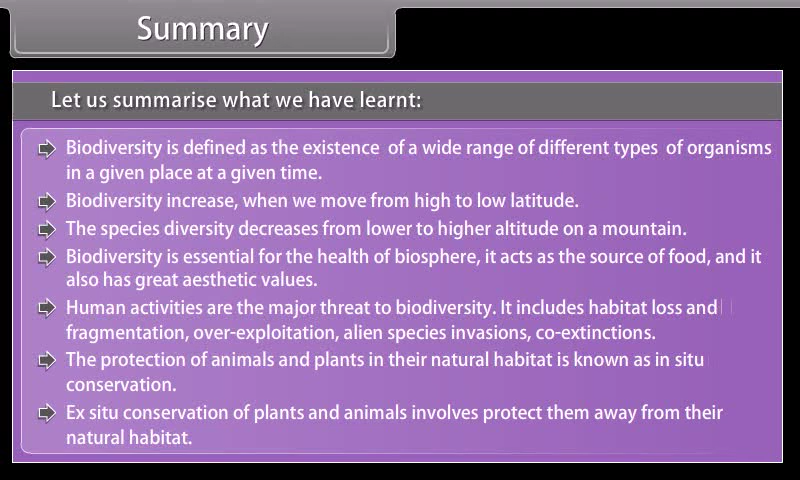 Summary
Let us summarise what we have learnt:
Biodiversity is defined as the existence of a wide range of different types of organisms
in a given place at a given time.
Biodiversity increase, when we move from high to low latitude.
The species diversity decreases from lower to higher altitude on a mountain.
Biodiversity is essential for the health of biosphere, it acts as the source of food, and it
also has great aesthetic values.
Human activities are the major threat to biodiversity. It includes habitat loss and
fragmentation, over-exploitation, alien species invasions, co-extinctions.
The protection of animals and plants in their natural habitat is known as in situ
conservation.
Ex situ conservation of plants and animals involves protect them away from their
natural habitat.